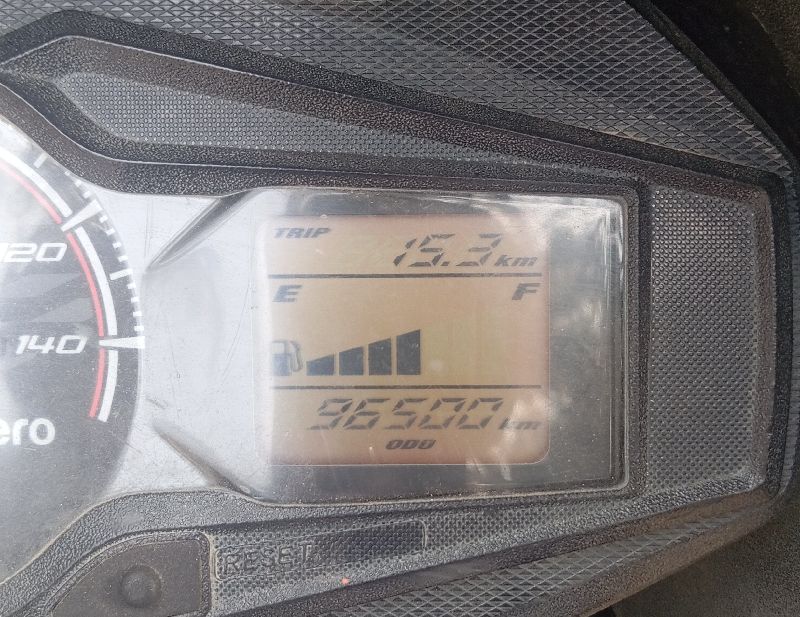 TRIP
15.3 km
E F
120
140
96500 km
ODO
ero
RESET